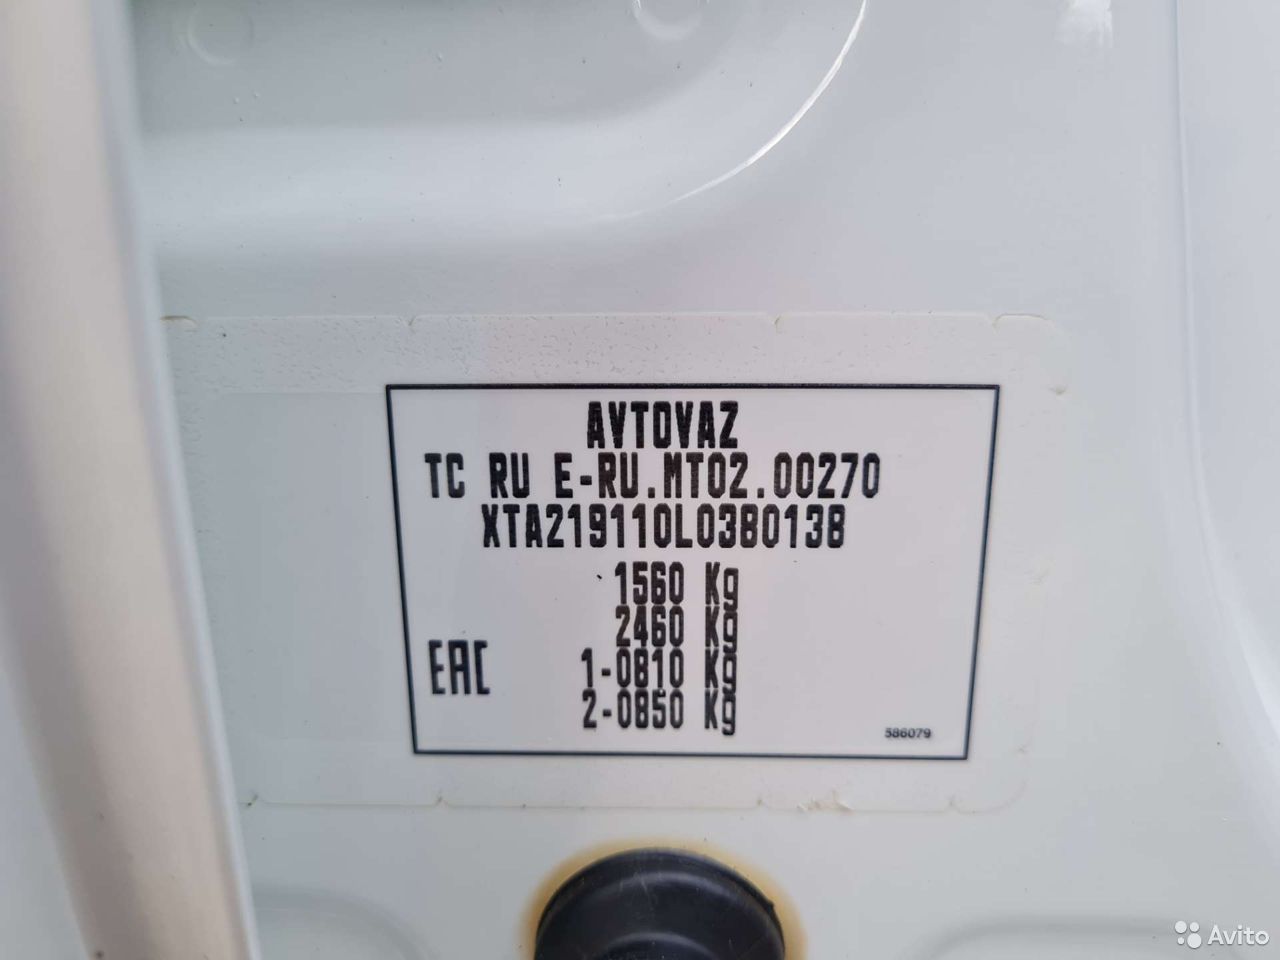 AVTOVAZ
TC RU E-RU.MT02.00270
XTA219110L0380138
1560 Kg
2460 Kg
1-0810 Kg
2-0850 Kg
EAC
586079
Avito